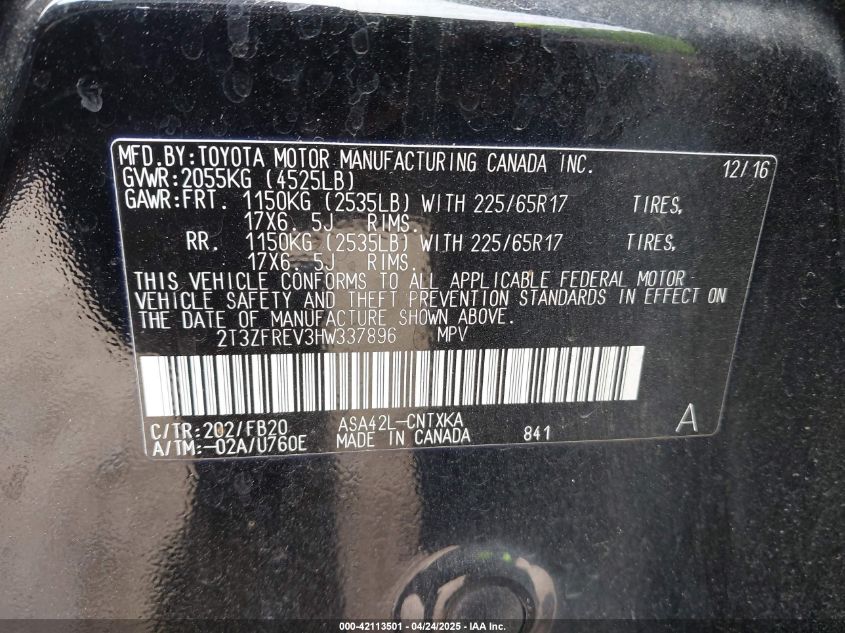 MFD.BY:TOYOTA MOTOR MANUFACTURING CANADA INC. 12/16
GVWR:2055KG (4525LB)
GAWR:FRT. 1150KG (2535LB) WITH 225/65R17 TIRES,
17X6. 5J RIMS.
RR. 1150KG (2535LB) WITH 225/65R17 TIRES,
17X6. 5J RIMS.
THIS VEHICLE CONFORMS TO ALL APPLICABLE FEDERAL MOTOR
VEHICLE SAFETY AND THEFT PREVENTION STANDARDS IN EFFECT ON
THE DATE OF MANUFACTURE SHOWN ABOVE.
2T3ZFREV3HW337896 MPV
C/TR:202/FB20 ASA42L-CNTXKA A
A/TM:-02A/U760E MADE IN CANADA 841
000-42113501 - 04/24/2025 - IAA Inc.